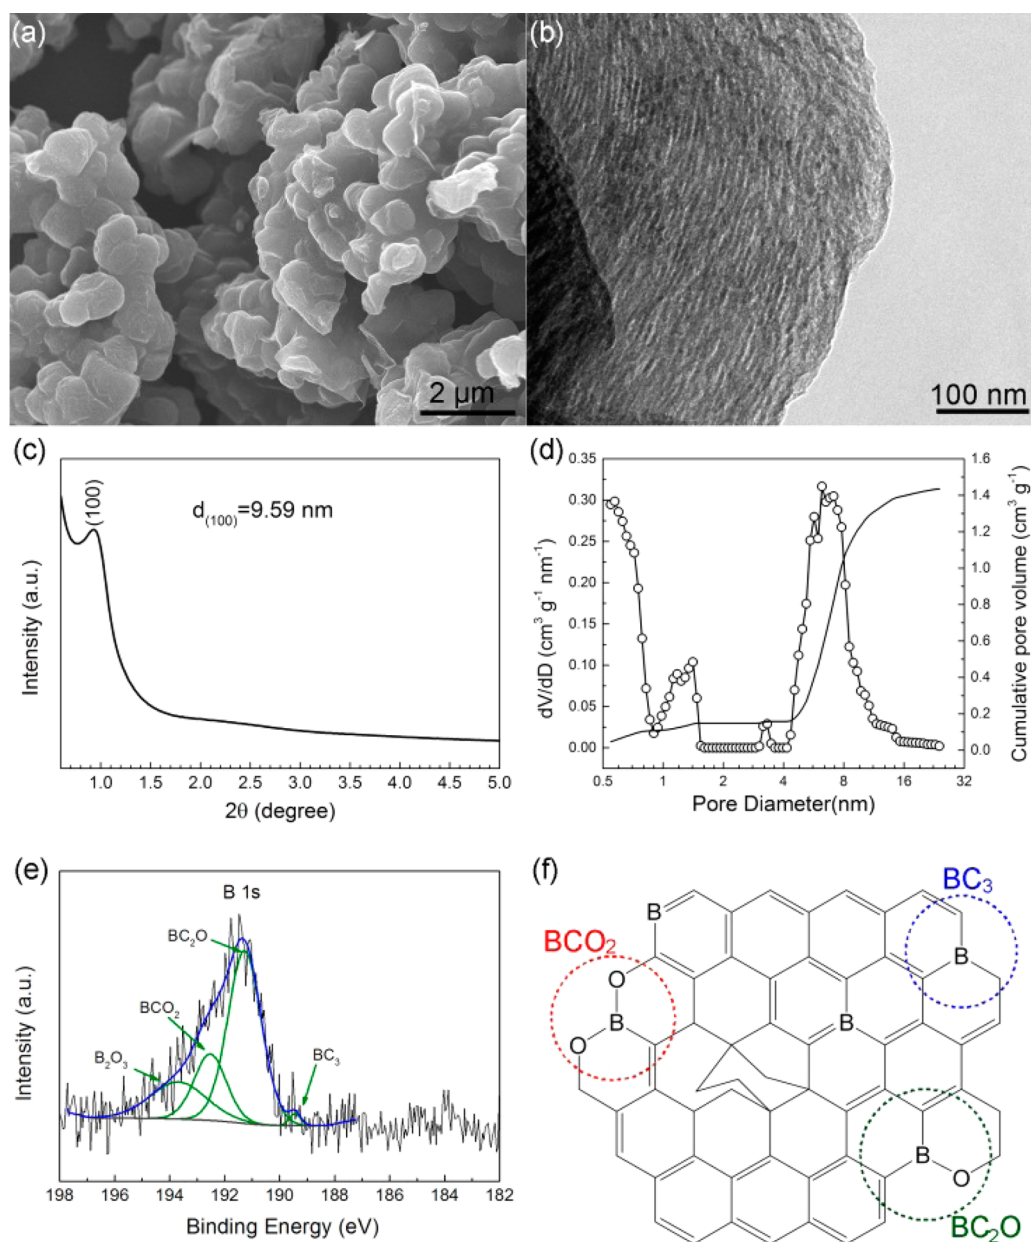 (a)
2 µm
(b)
100 nm
(c)
(100)
d(100)=9.59 nm
Intensity (a.u.)
1.0 1.5 2.0 2.5 3.0 3.5 4.0 4.5 5.0
2θ (degree)
(d)
0.35
0.30
0.25
0.20
0.15
0.10
0.05
0.00
dV/dD (cm³ g⁻¹ nm⁻¹)
1.6
1.4
1.2
1.0
0.8
0.6
0.4
0.2
0.0
Cumulative pore volume (cm³ g⁻¹)
0.5 1 2 4 8 16 32
Pore Diameter(nm)
(e)
B 1s
BC₂O
BCO₂
B₂O₃
BC₃
Intensity (a.u.)
198 196 194 192 190 188 186 184 182
Binding Energy (eV)
(f)
BC₃
B
BCO₂
B
O
B
B
O
B
O
BC₂O